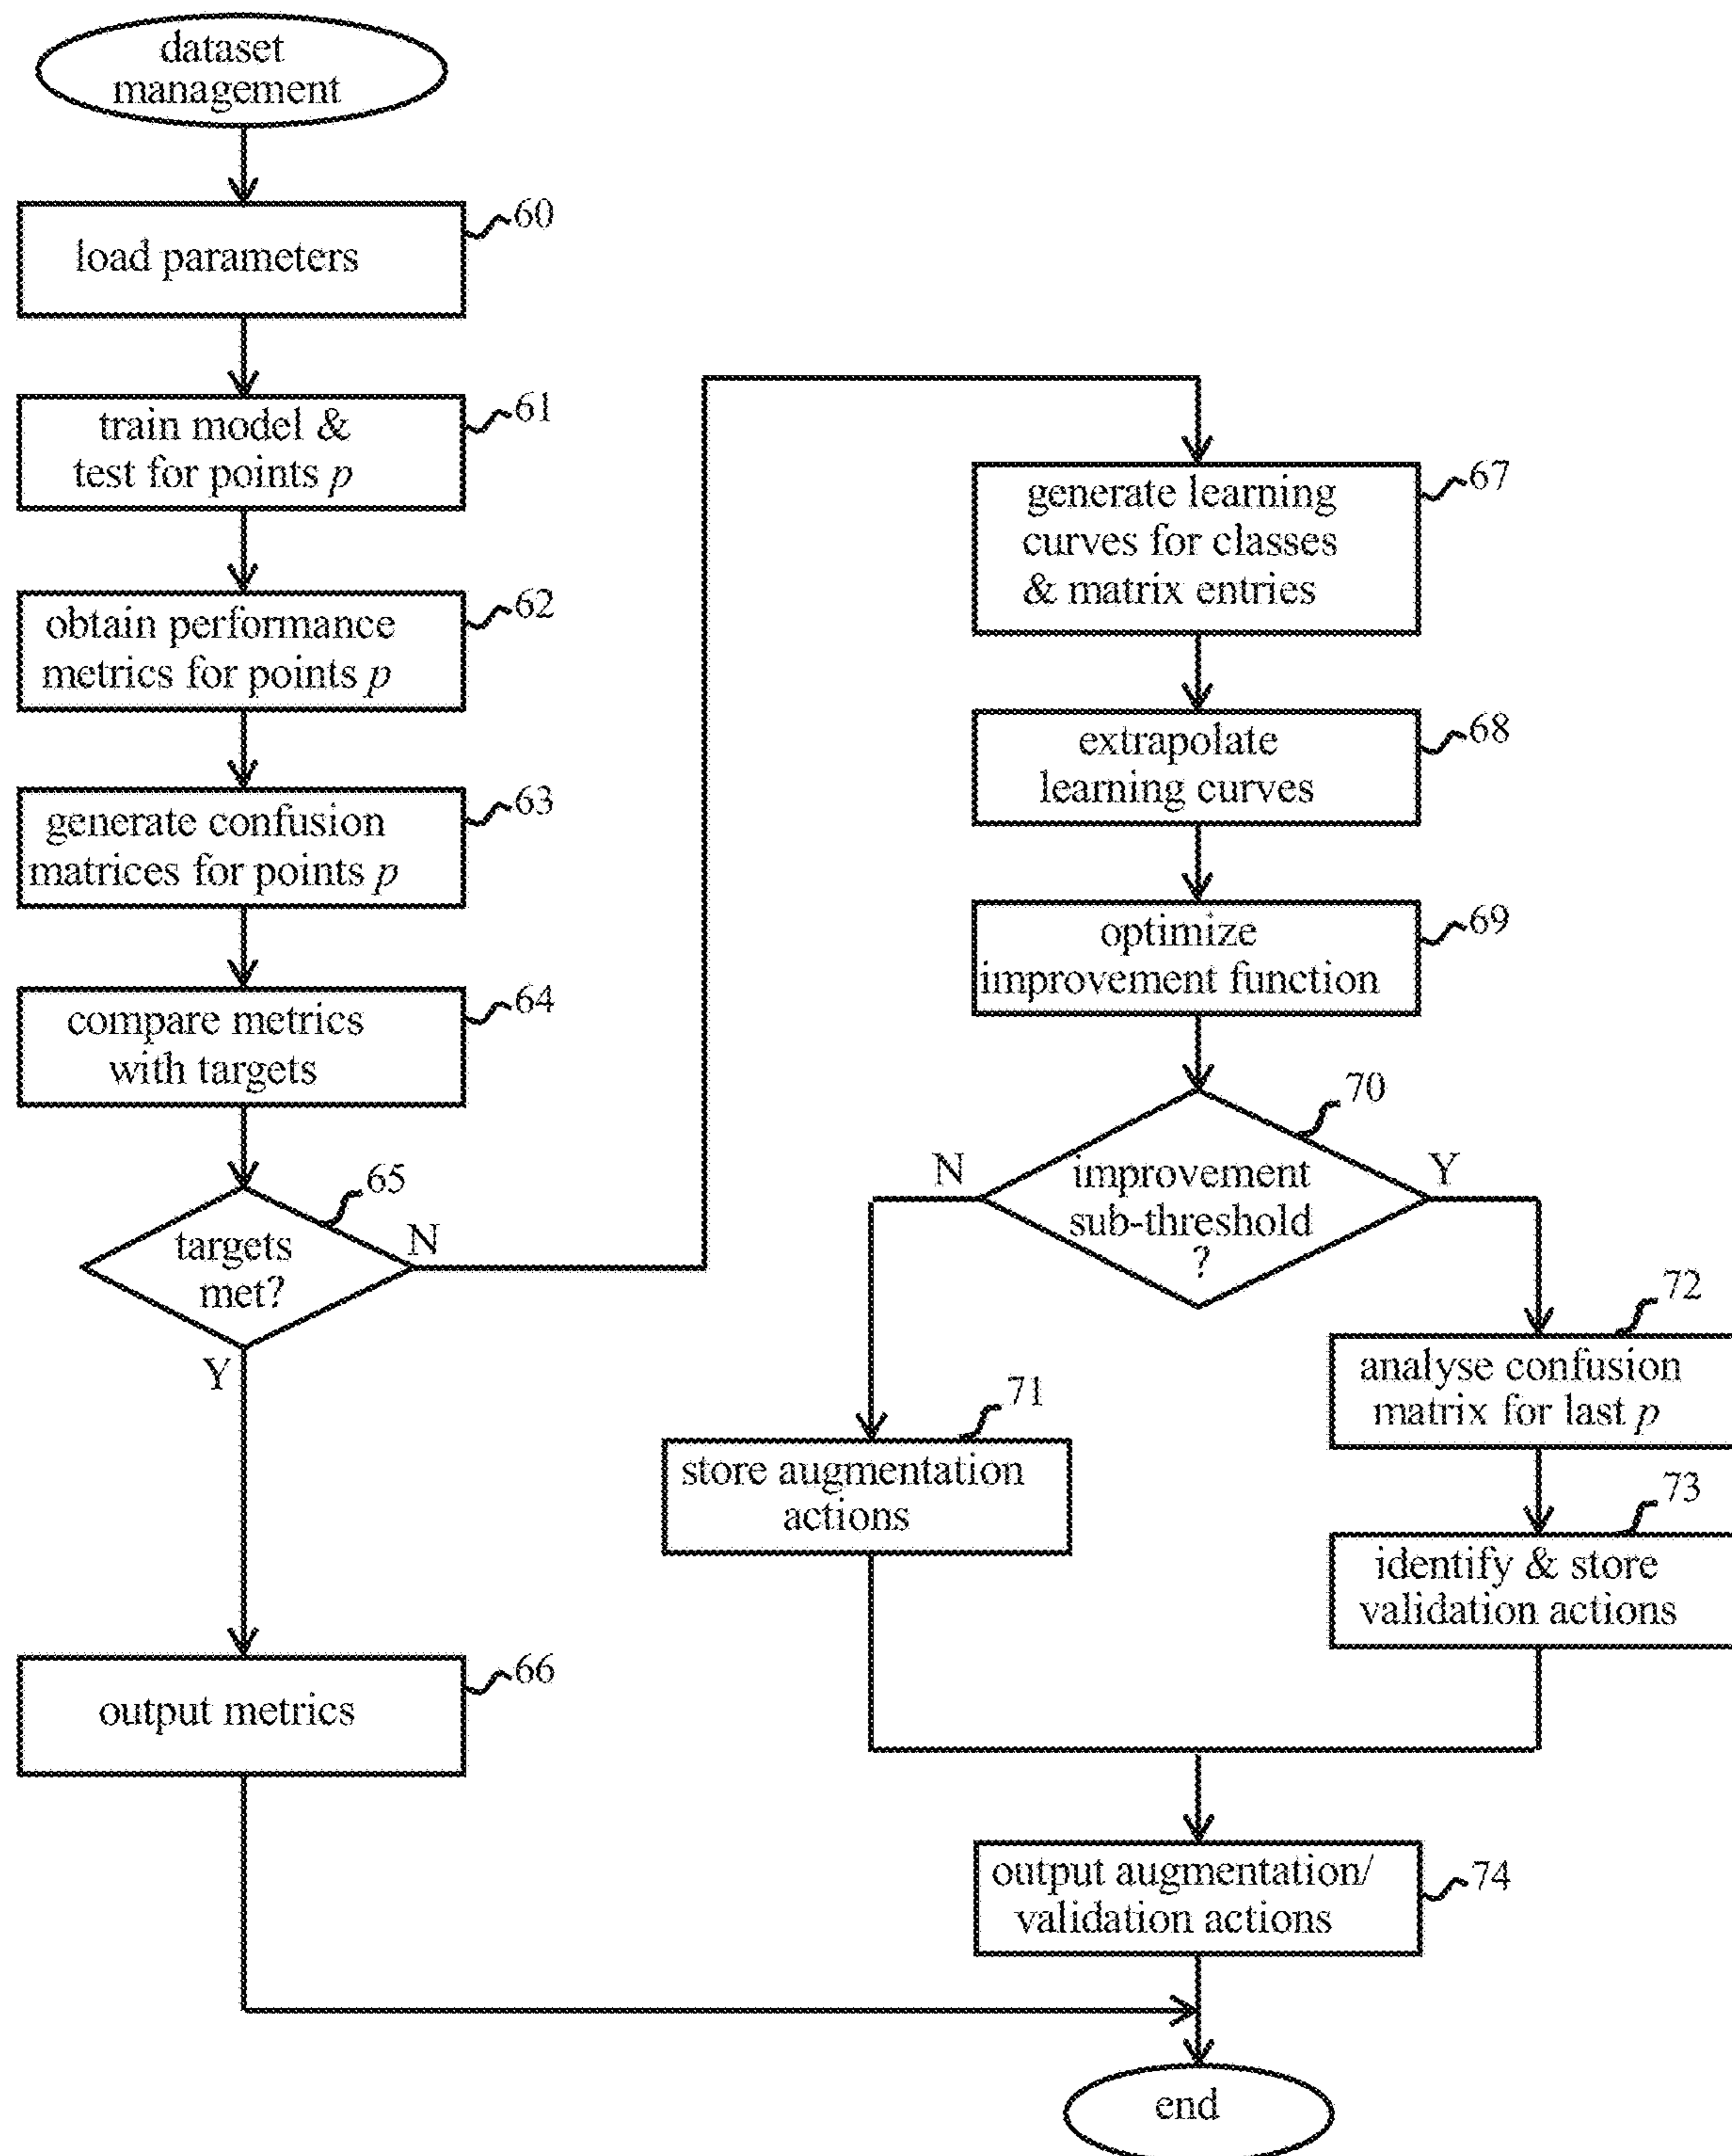 dataset
management
60
load parameters
61
train model &
test for points p
62
obtain performance
metrics for points p
63
generate confusion
matrices for points p
64
compare metrics
with targets
65
targets
met?
N
Y
66
output metrics
67
generate learning
curves for classes
& matrix entries
68
extrapolate
learning curves
69
optimize
improvement function
70
N
Y
improvement
sub-threshold
?
71
store augmentation
actions
72
analyse confusion
matrix for last p
73
identify & store
validation actions
74
output augmentation/
validation actions
end